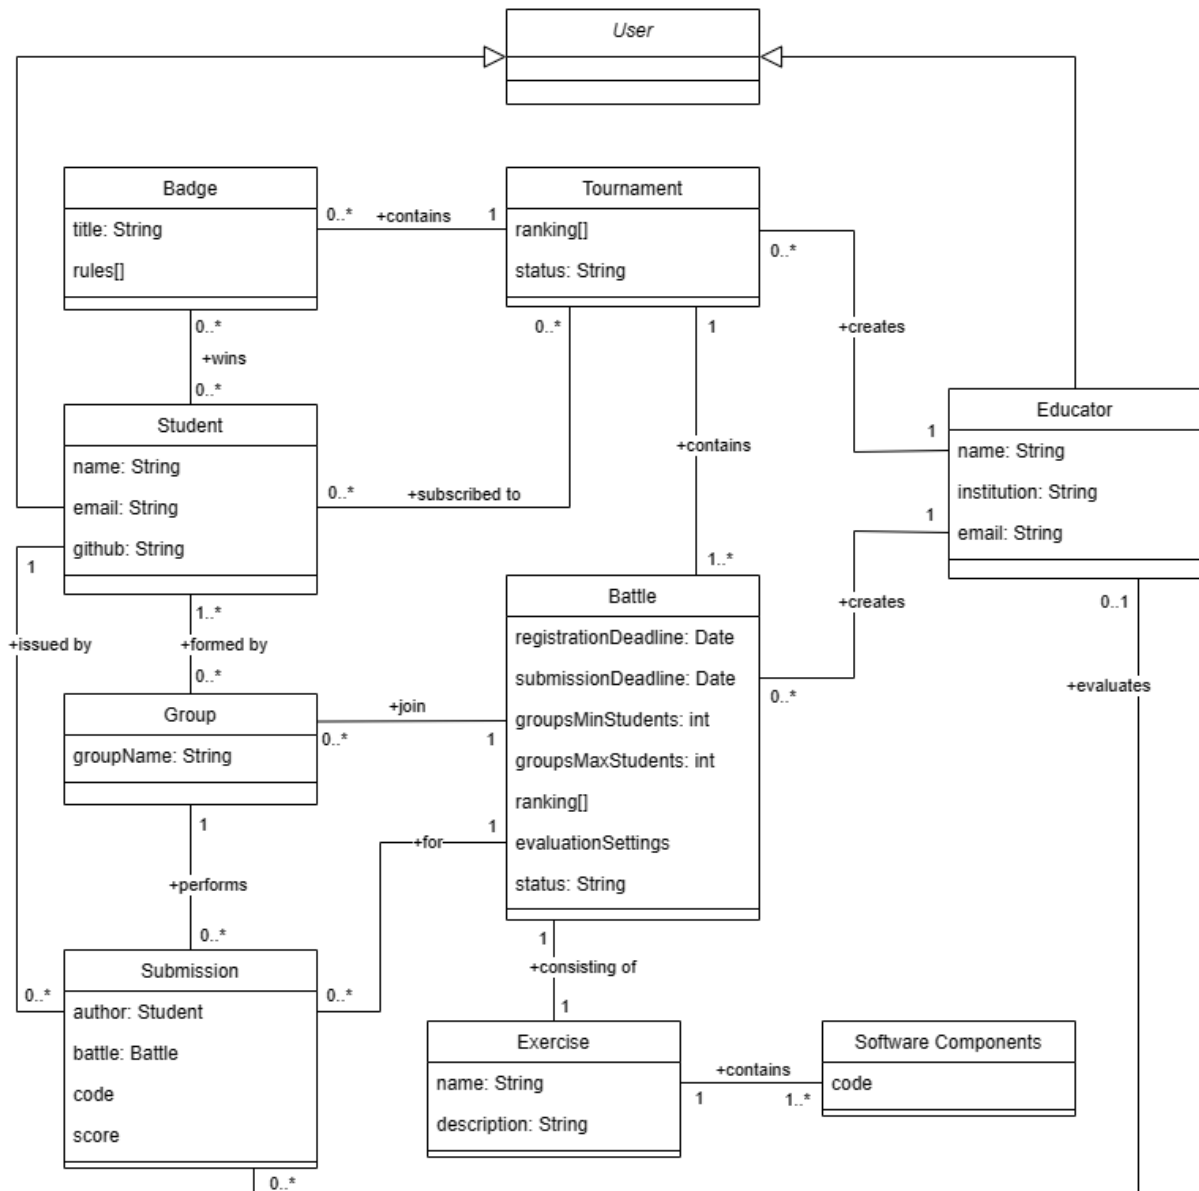 User
Badge
title: String
rules[]
0..*
+contains
1
Tournament
ranking[]
status: String
0..*
+creates
1
0..*
+wins
0..*
0..*
1
+contains
1..*
Student
name: String
email: String
github: String
0..*
+subscribed to
Educator
name: String
institution: String
email: String
1
+creates
0..*
0..1
+evaluates
1
+issued by
0..*
1..*
+formed by
0..*
Group
groupName: String
+join
0..*
1
Battle
registrationDeadline: Date
submissionDeadline: Date
groupsMinStudents: int
groupsMaxStudents: int
ranking[]
evaluationSettings
status: String
1
+for
0..*
1
+performs
0..*
Submission
author: Student
battle: Battle
code
score
0..*
1
+consisting of
1
Exercise
name: String
description: String
+contains
1
1..*
Software Components
code